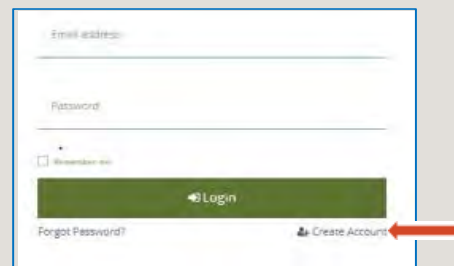 Email address
Password
Remember me
Login
Forgot Password? Create Account